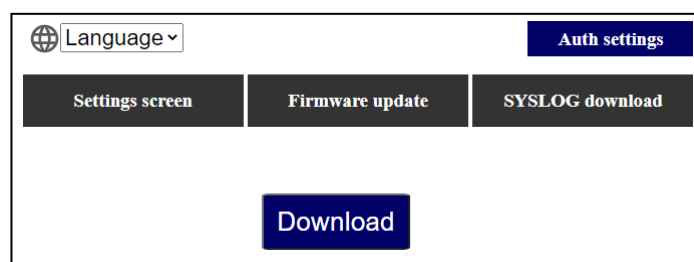 Language
Auth settings
Settings screen
Firmware update
SYSLOG download
Download